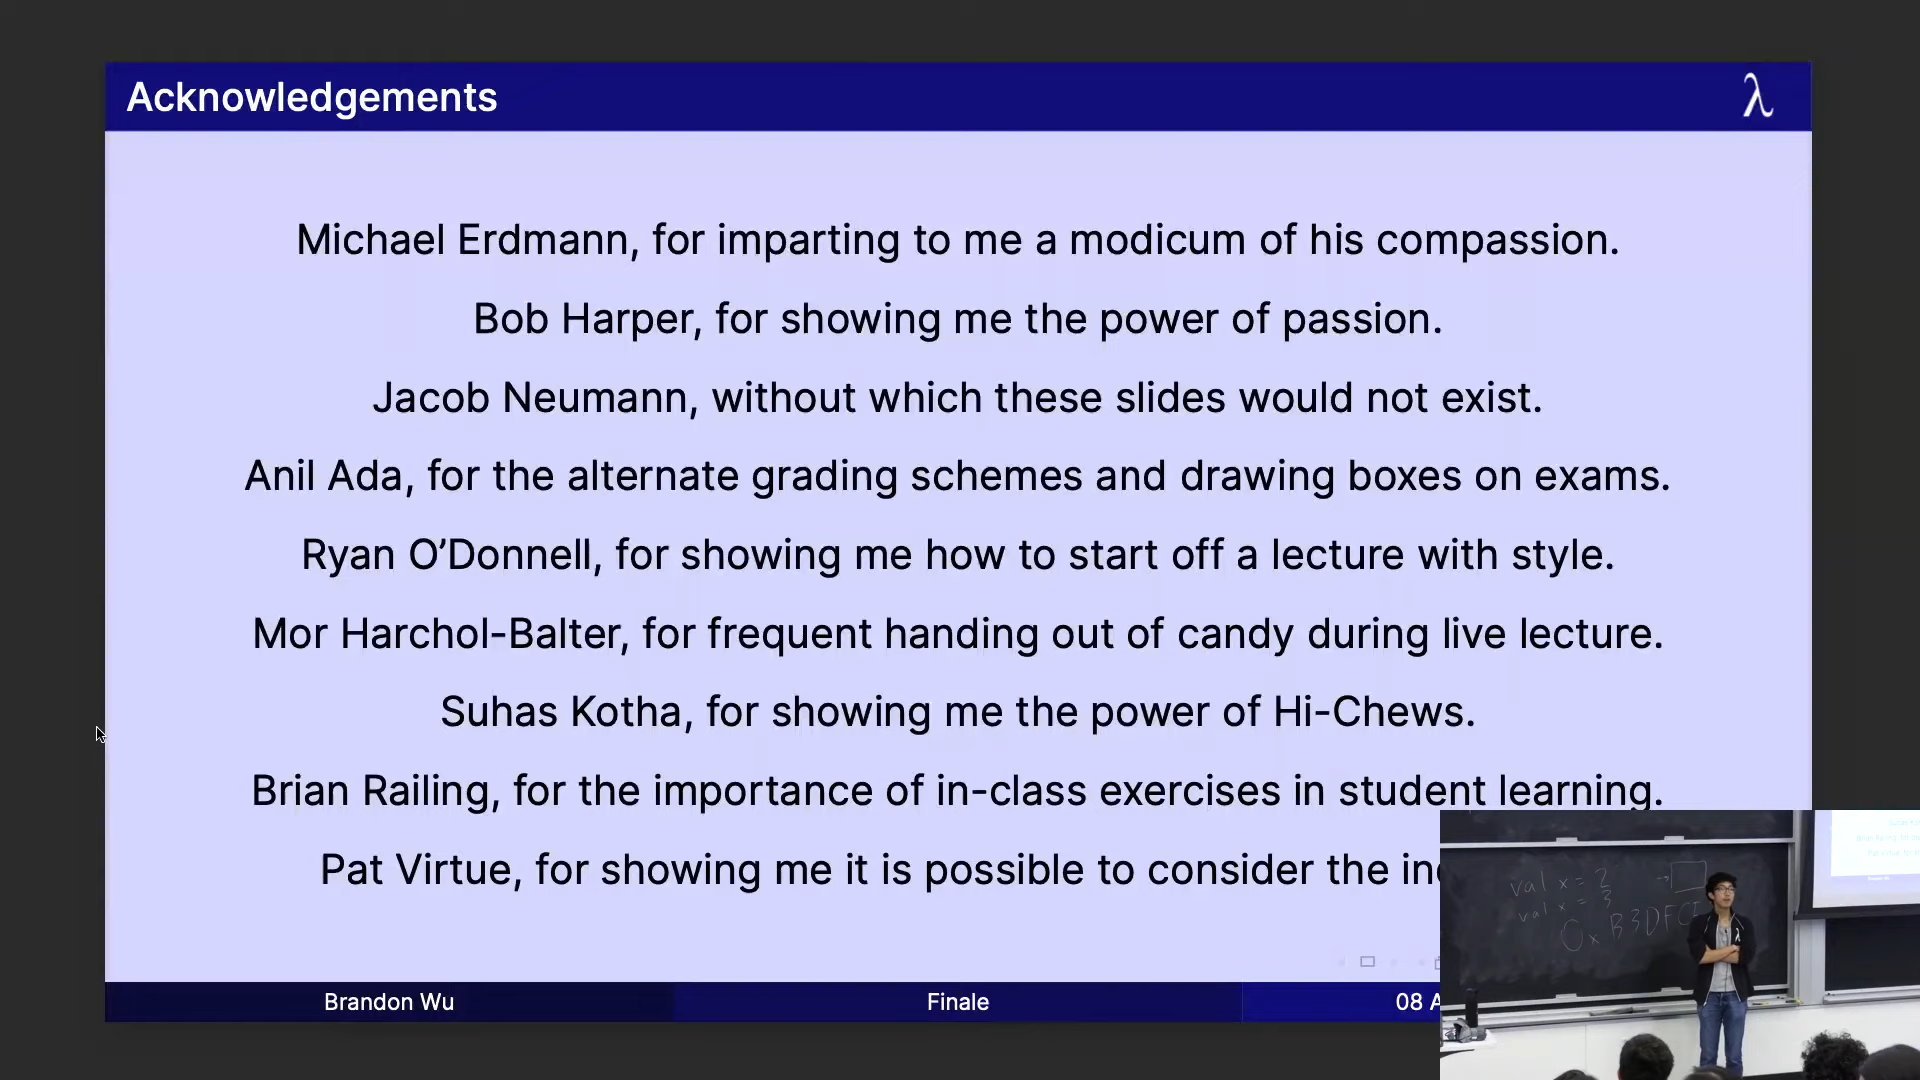 Acknowledgements
λ
Michael Erdmann, for imparting to me a modicum of his compassion.
Bob Harper, for showing me the power of passion.
Jacob Neumann, without which these slides would not exist.
Anil Ada, for the alternate grading schemes and drawing boxes on exams.
Ryan O’Donnell, for showing me how to start off a lecture with style.
Mor Harchol-Balter, for frequent handing out of candy during live lecture.
Suhas Kotha, for showing me the power of Hi-Chews.
Brian Railing, for the importance of in-class exercises in student learning.
Pat Virtue, for showing me it is possible to consider the
val x = 2
val x = 3
Brandon Wu
Finale
08